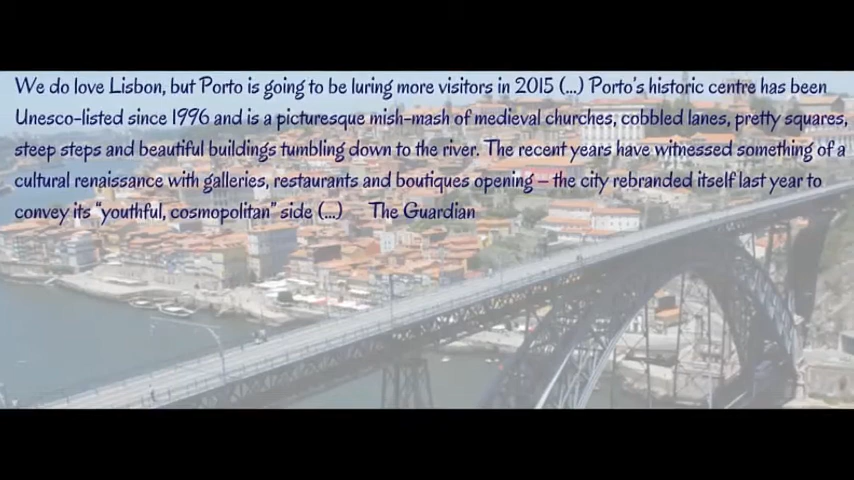 We do love Lisbon, but Porto is going to be luring more visitors in 2015 (...) Porto's historic centre has been
Unesco-listed since 1996 and is a picturesque mish-mash of medieval churches, cobbled lanes, pretty squares,
steep steps and beautiful buildings tumbling down to the river. The recent years have witnessed something of a
cultural renaissance with galleries, restaurants and boutiques opening – the city rebranded itself last year to
convey its "youthful, cosmopolitan" side (...) The Guardian